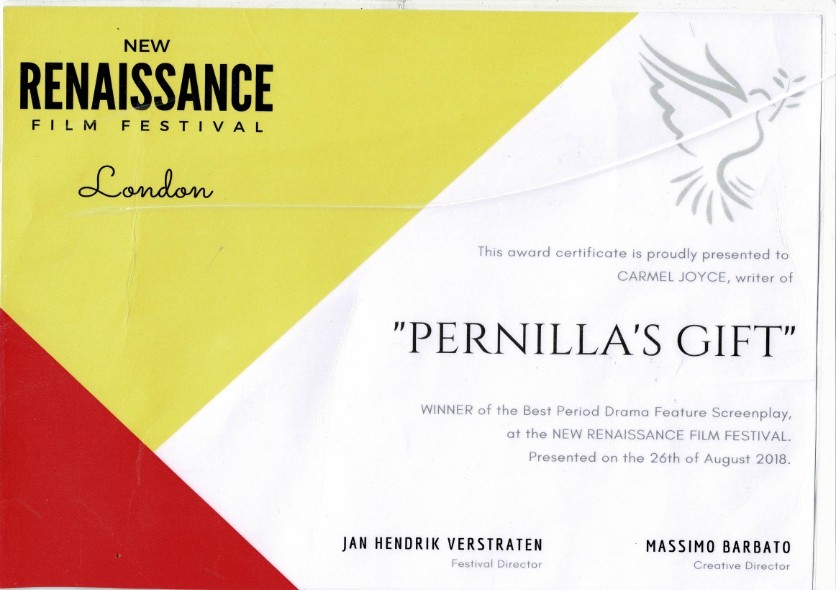 NEW
RENAISSANCE
FILM FESTIVAL
London
This award certificate is proudly presented to
CARMEL JOYCE, writer of
"PERNILLA'S GIFT"
WINNER of the Best Period Drama Feature Screenplay,
at the NEW RENAISSANCE FILM FESTIVAL.
Presented on the 26th of August 2018.
JAN HENDRIK VERSTRATEN
Festival Director
MASSIMO BARBATO
Creative Director